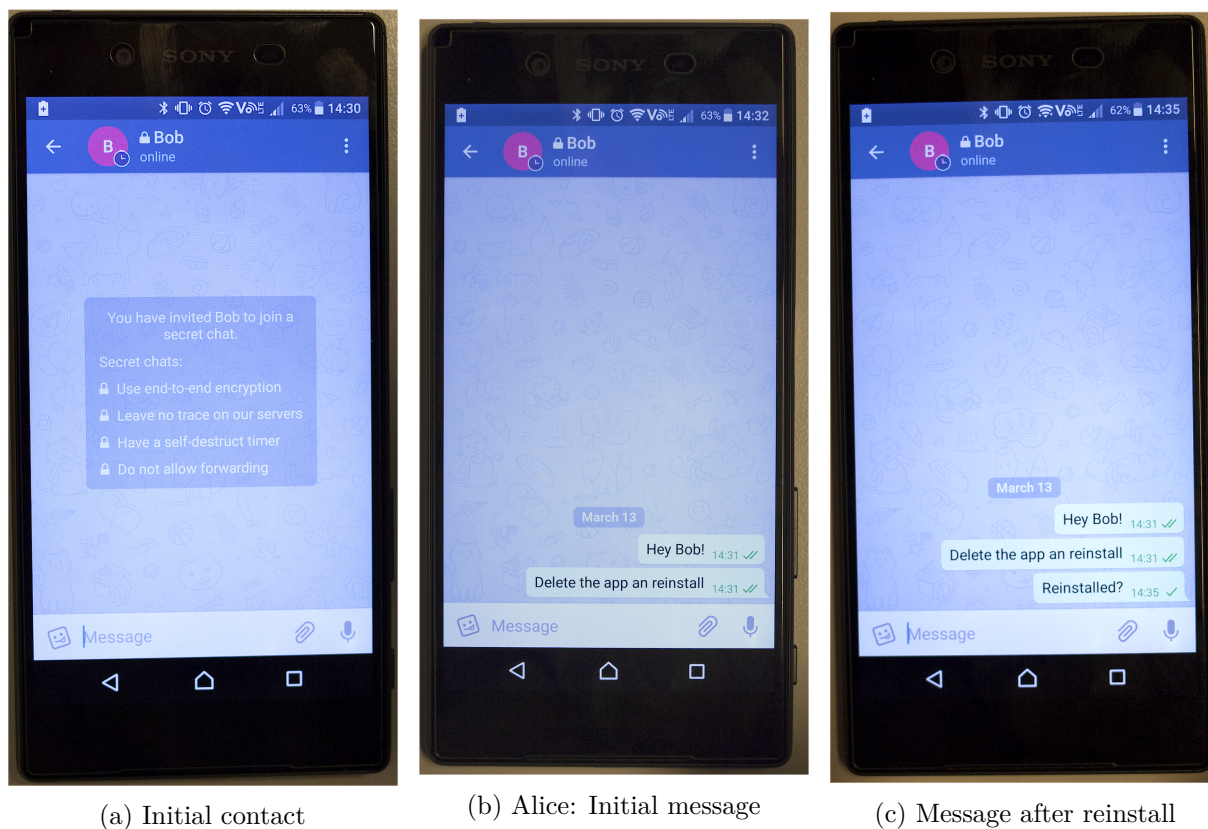 SONY
63% 14:30
B
Bob
online
You have invited Bob to join a
secret chat.
Secret chats:
Use end-to-end encryption
Leave no trace on our servers
Have a self-destruct timer
Do not allow forwarding
Message
(a) Initial contact
SONY
63% 14:32
B
Bob
online
March 13
Hey Bob! 14:31
Delete the app an reinstall 14:31
Message
(b) Alice: Initial message
SONY
62% 14:35
B
Bob
online
March 13
Hey Bob! 14:31
Delete the app an reinstall 14:31
Reinstalled? 14:35
Message
(c) Message after reinstall